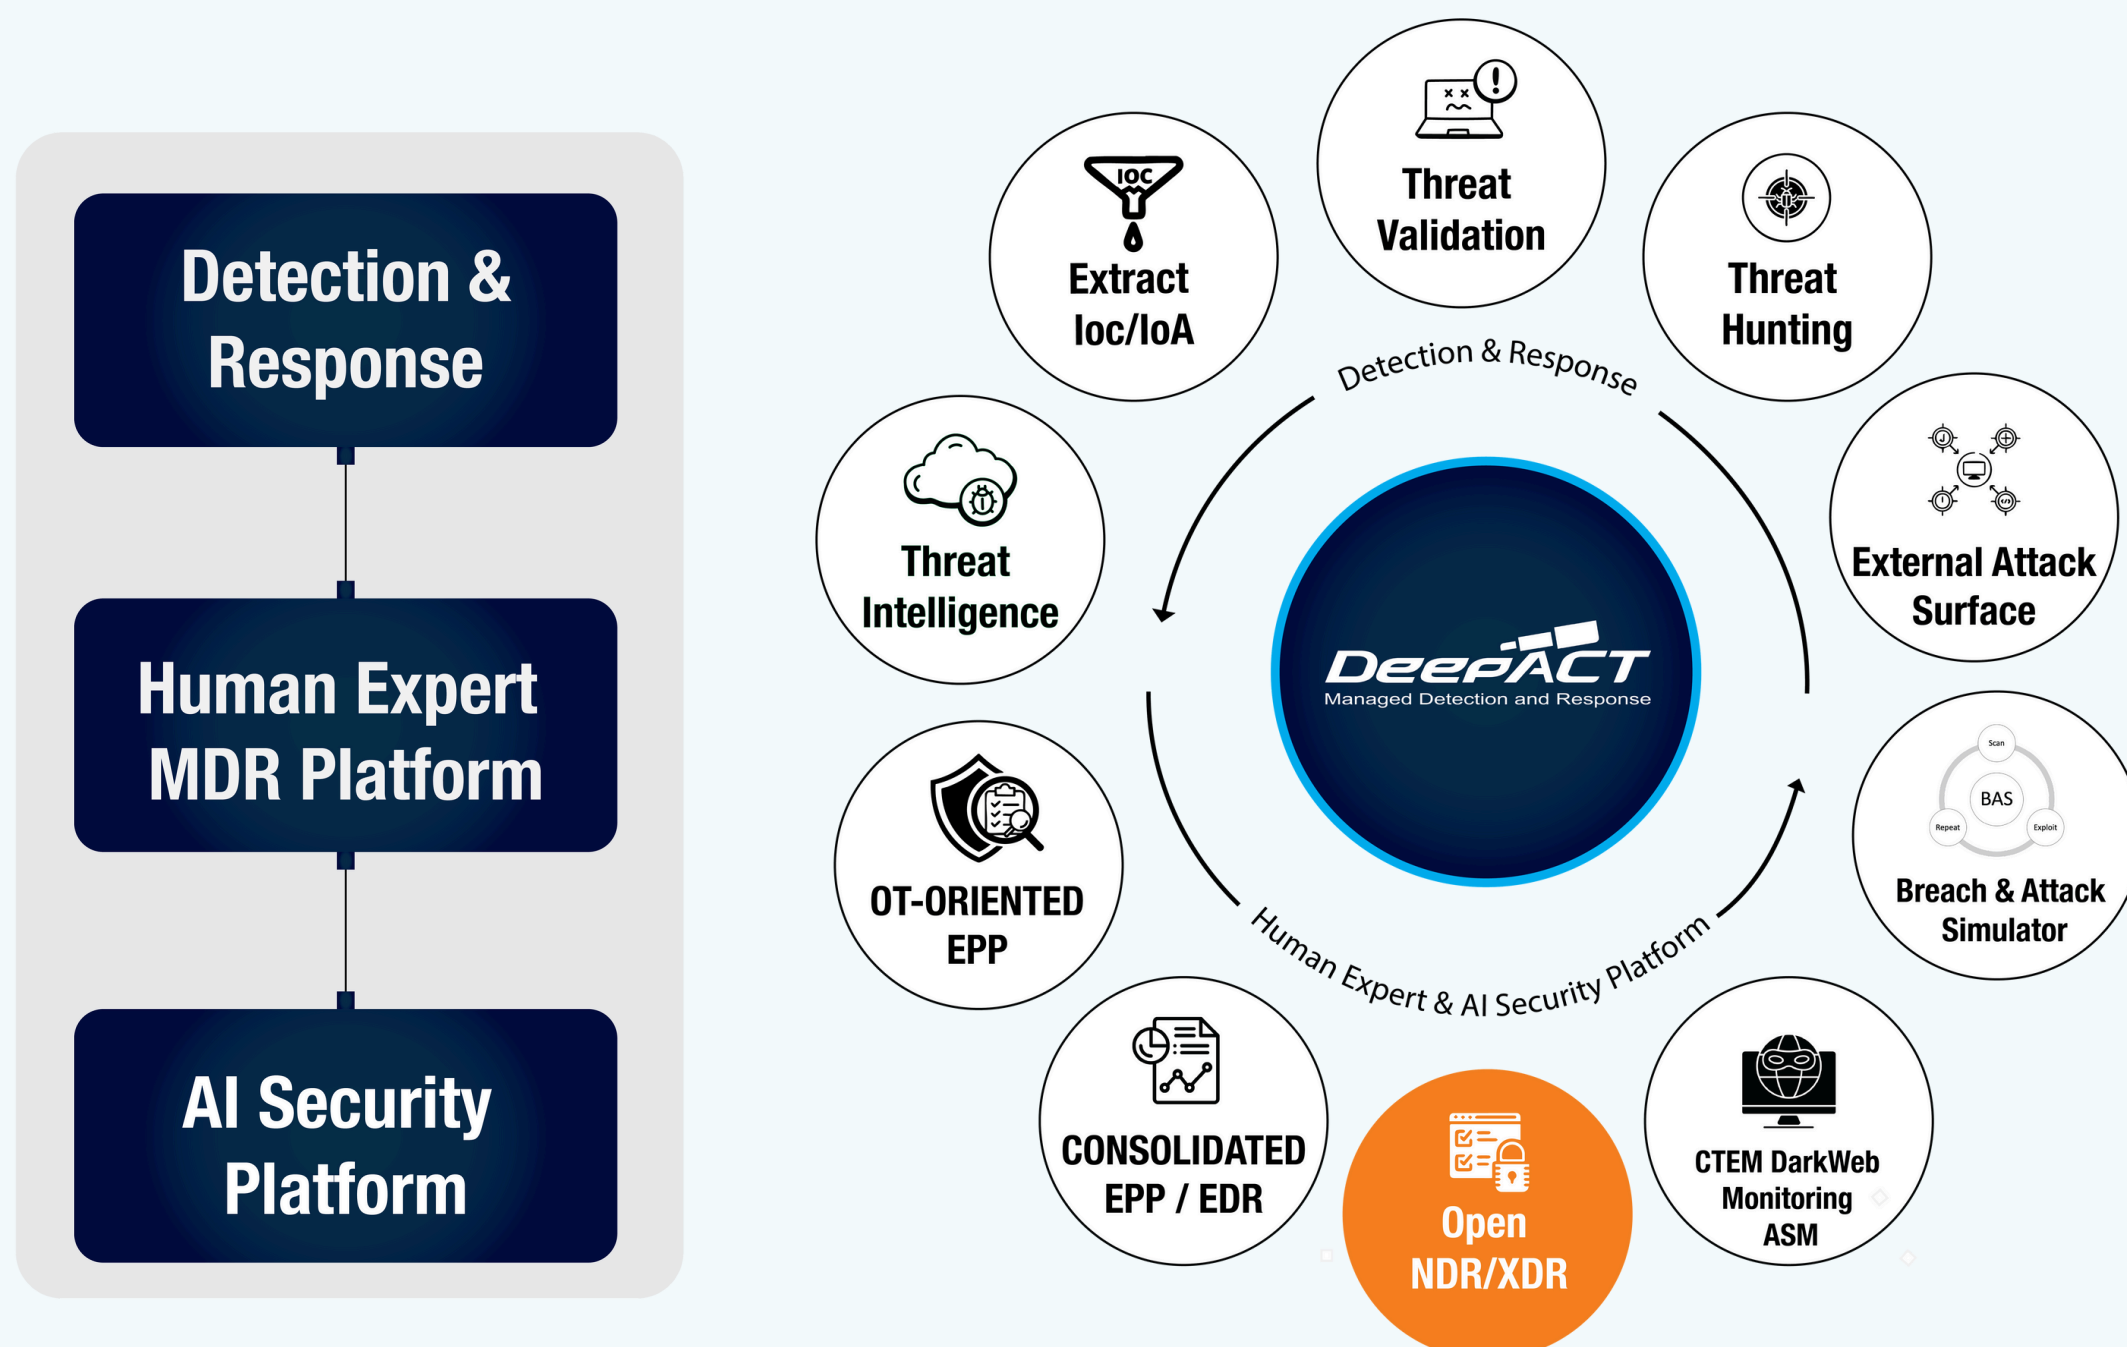 Detection &
Response
Human Expert
MDR Platform
AI Security
Platform
IOC
Extract
Ioc/IoA
Threat
Validation
Threat
Hunting
External Attack
Surface
Scan
BAS
Repeat
Exploit
Breach & Attack
Simulator
CTEM DarkWeb
Monitoring
ASM
Open
NDR/XDR
CONSOLIDATED
EPP / EDR
OT-ORIENTED
EPP
Threat
Intelligence
Detection & Response
DeepACT
Managed Detection and Response
Human Expert & AI Security Platform